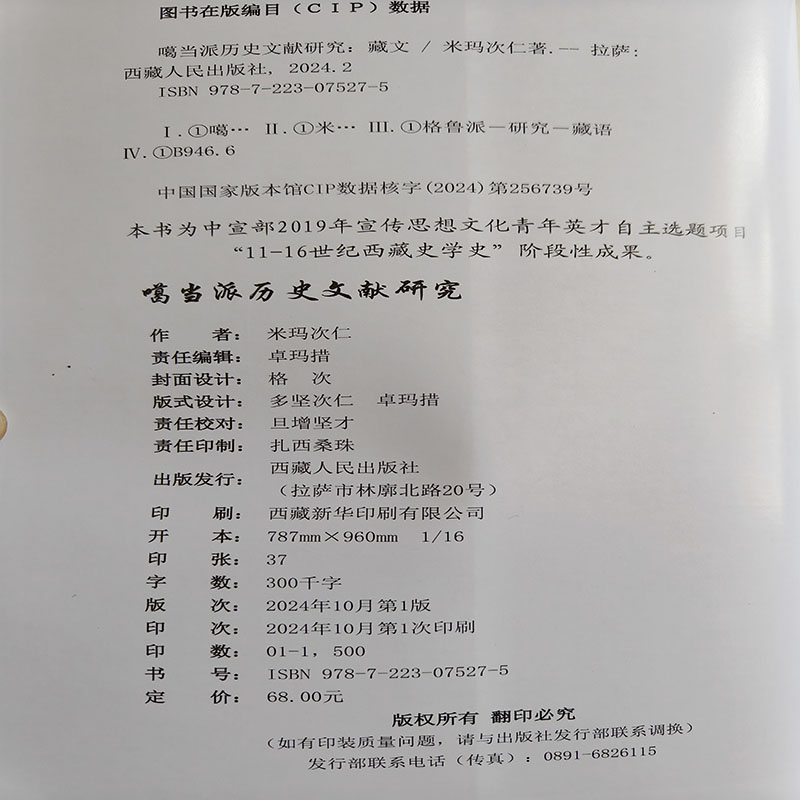 图书在版编目（CIP）数据
噶当派历史文献研究：藏文 / 米玛次仁著.-- 拉萨：
西藏人民出版社，2024.2
ISBN 978-7-223-07527-5
Ⅰ.①噶… Ⅱ.①米… Ⅲ.①格鲁派－研究－藏语
Ⅳ.①B946.6
中国国家版本馆CIP数据核字(2024)第256739号
本书为中宣部2019年宣传思想文化青年英才自主选题项目
“11-16世纪西藏史学史”阶段性成果。
噶当派历史文献研究
作 者：米玛次仁
责任编辑：卓玛措
封面设计：格 次
版式设计：多坚次仁 卓玛措
责任校对：旦增坚才
责任印制：扎西桑珠
出版发行：西藏人民出版社
（拉萨市林廓北路20号）
印 刷：西藏新华印刷有限公司
开 本：787mm×960mm 1/16
印 张：37
字 数：300千字
版 次：2024年10月第1版
印 次：2024年10月第1次印刷
印 数：01-1，500
书 号：ISBN 978-7-223-07527-5
定 价：68.00元
版权所有 翻印必究
（如有印装质量问题，请与出版社发行部联系调换）
发行部联系电话（传真）：0891-6826115